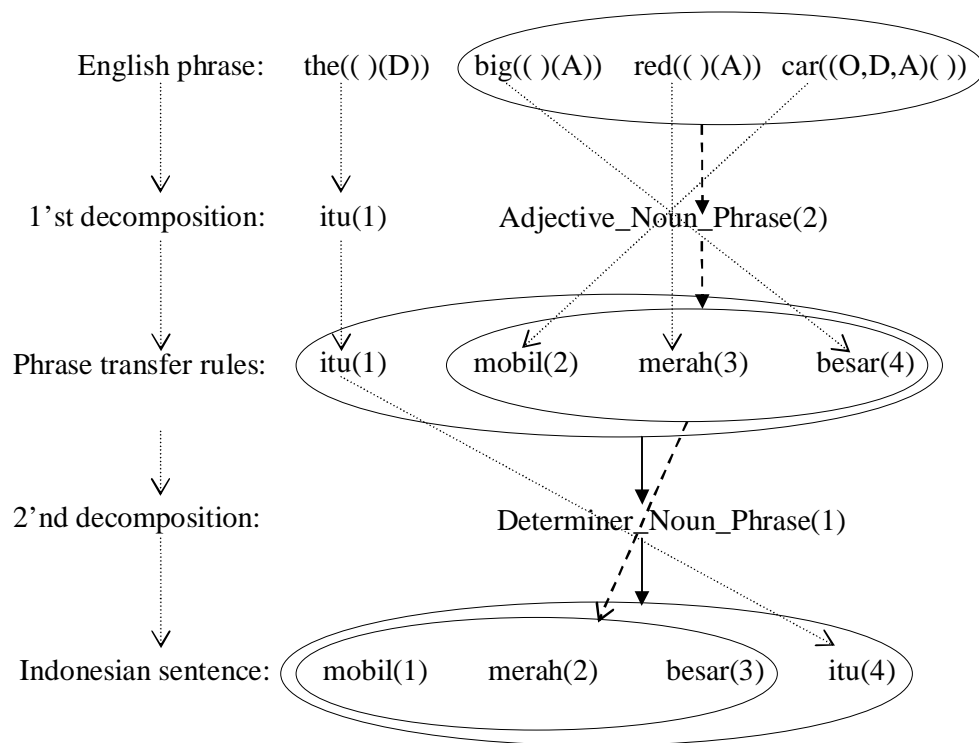 English phrase: the(( )(D)) big(( )(A)) red(( )(A)) car((O,D,A)( ))
1’st decomposition: itu(1) Adjective_Noun_Phrase(2)
Phrase transfer rules: itu(1) mobil(2) merah(3) besar(4)
2’nd decomposition: Determiner_Noun_Phrase(1)
Indonesian sentence: mobil(1) merah(2) besar(3) itu(4)